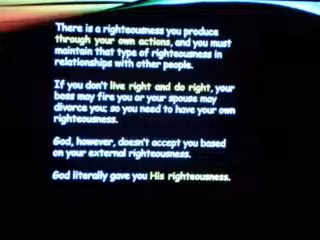 There is a righteousness you produce
through your own actions, and you must
maintain that type of righteousness in
relationships with other people.
If you don't live right and do right, your
boss may fire you or your spouse may
divorce you; so you need to have your own
righteousness.
God, however, doesn't accept you based
on your external righteousness.
God literally gave you His righteousness.